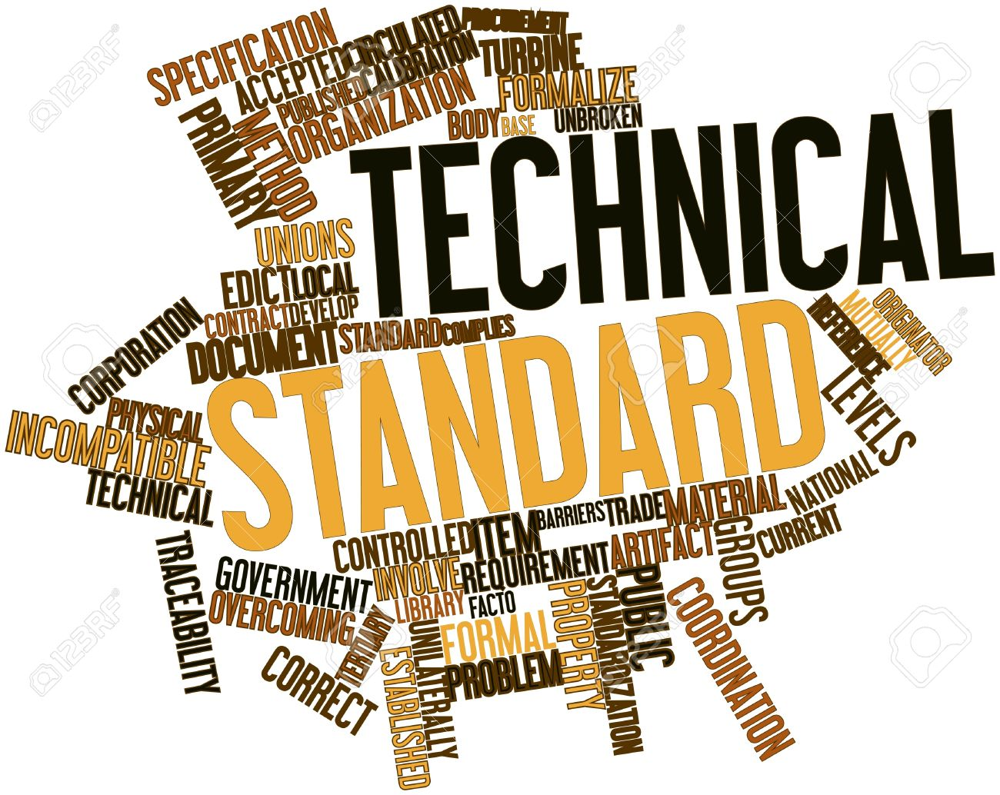 SPECIFICATION
ACCEPTED
CIRCULATED
PROCUREMENT
PUBLISHED
CALIBRATION
TURBINE
ORGANIZATION
FORMALIZE
PRIMARY
METHOD
BODY
BASE
UNBROKEN
TECHNICAL
UNIONS
EDICT
LOCAL
CONTRACT
DEVELOP
DOCUMENT
STANDARD
COMPLIES
STANDARD
CORPORATION
PHYSICAL
INCOMPATIBLE
TECHNICAL
ORIGINATOR
MUTUALLY
REFERENCE
LEVELS
NATIONAL
CURRENT
GROUPS
CONTROLLED
ITEM
BARRIERS
TRADE
MATERIAL
INVOLVE
REQUIREMENT
ARTIFACT
TRACEABILITY
GOVERNMENT
OVERCOMING
LIBRARY
FACTO
TERTIARY
FORMAL
PROBLEM
PROPERTY
STANDARDIZATION
PUBLIC
COORDINATION
CORRECT
ESTABLISHED
UNILATERALLY
123RF